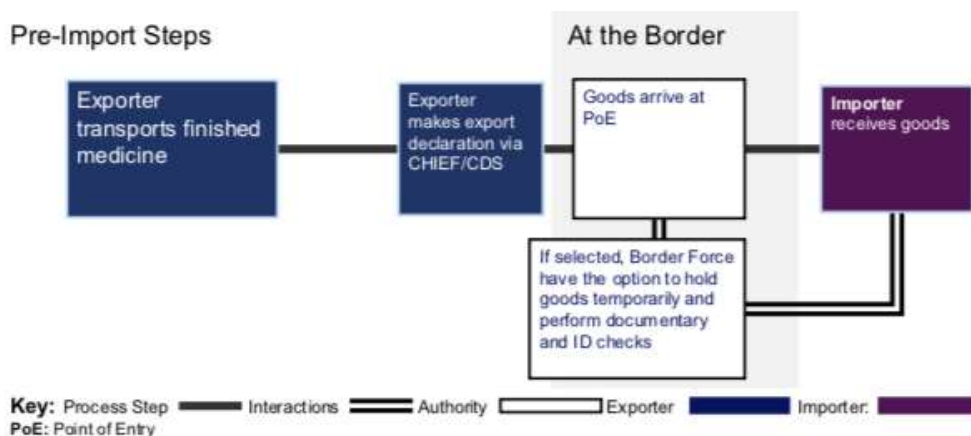 Pre-Import Steps
At the Border
Exporter
transports finished
medicine
Exporter
makes export
declaration via
CHIEF/CDS
Goods arrive at
PoE
Importer
receives goods
If selected, Border Force
have the option to hold
goods temporarily and
perform documentary
and ID checks
Key: Process Step Interactions Authority Exporter Importer:
PoE: Point of Entry